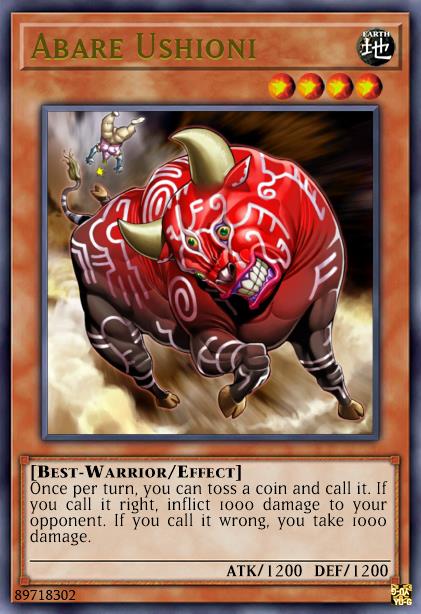 Abare Ushioni
EARTH
地
[Best-Warrior/Effect]
Once per turn, you can toss a coin and call it. If
you call it right, inflict 1000 damage to your
opponent. If you call it wrong, you take 1000
damage.
ATK/1200 DEF/1200
89718302